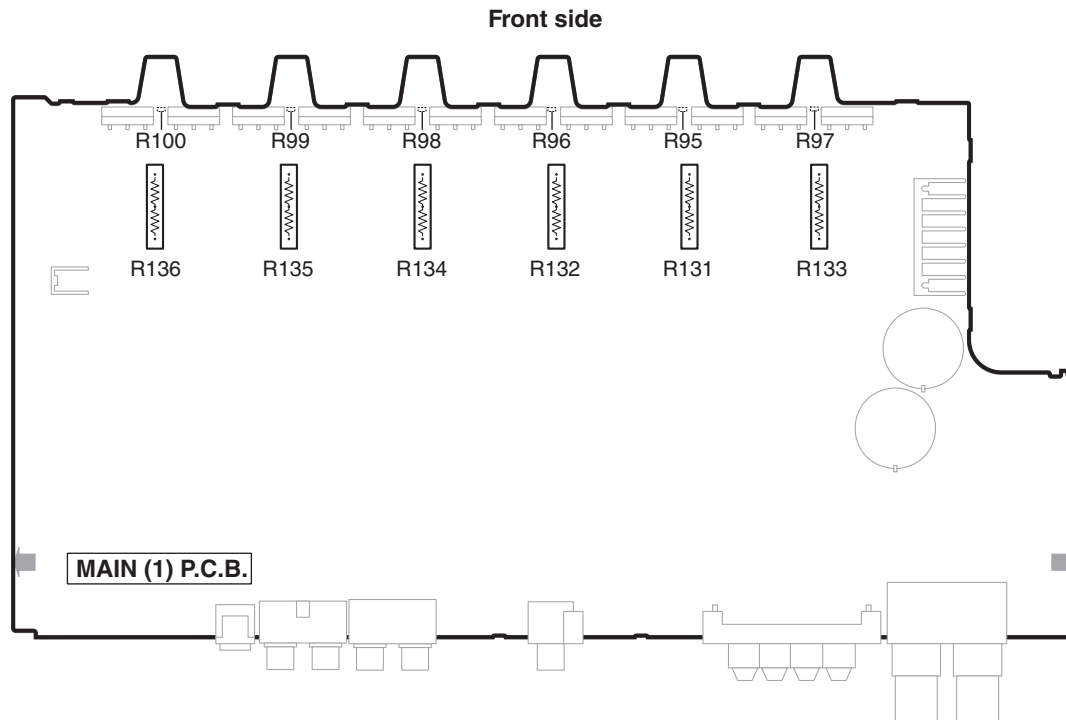 Front side
R100 R99 R98 R96 R95 R97
R136 R135 R134 R132 R131 R133
MAIN (1) P.C.B.